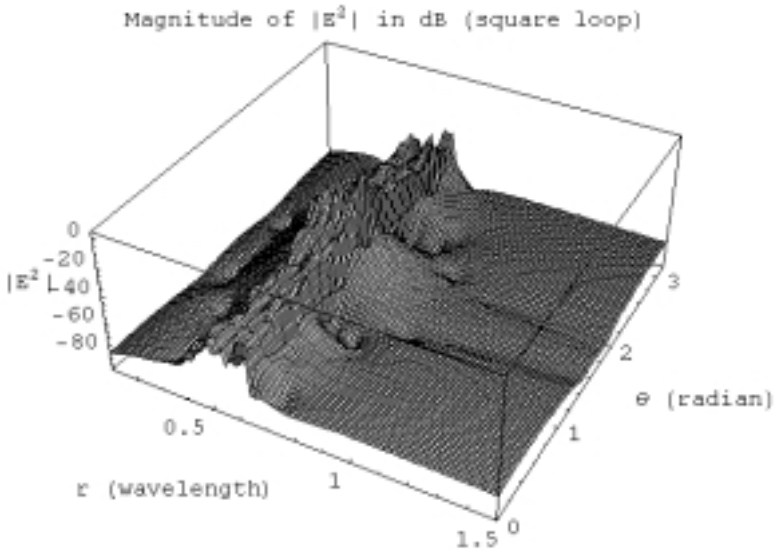 Magnitude of |E²| in dB (square loop)
0
-20
|E² -40
-60
-80
0.5
1
1.5
r (wavelength)
0
1
2
3
θ (radian)